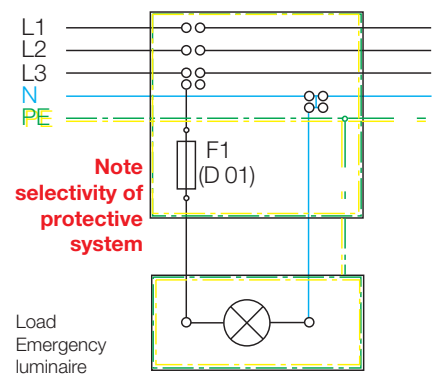 L1
L2
L3
N
PE
F1
(D 01)
Note
selectivity of
protective
system
Load
Emergency
luminaire